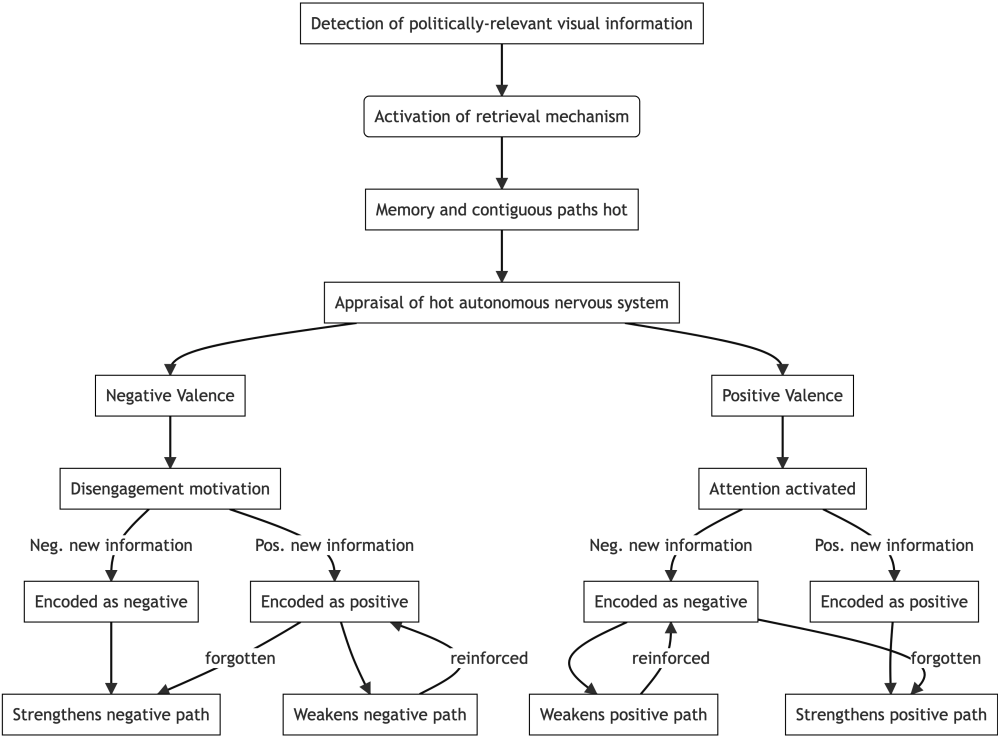 Detection of politically-relevant visual information
Activation of retrieval mechanism
Memory and contiguous paths hot
Appraisal of hot autonomous nervous system
Negative Valence
Positive Valence
Disengagement motivation
Attention activated
Neg. new information
Pos. new information
Neg. new information
Pos. new information
Encoded as negative
Encoded as positive
Encoded as negative
Encoded as positive
forgotten
reinforced
reinforced
forgotten
Strengthens negative path
Weakens negative path
Weakens positive path
Strengthens positive path